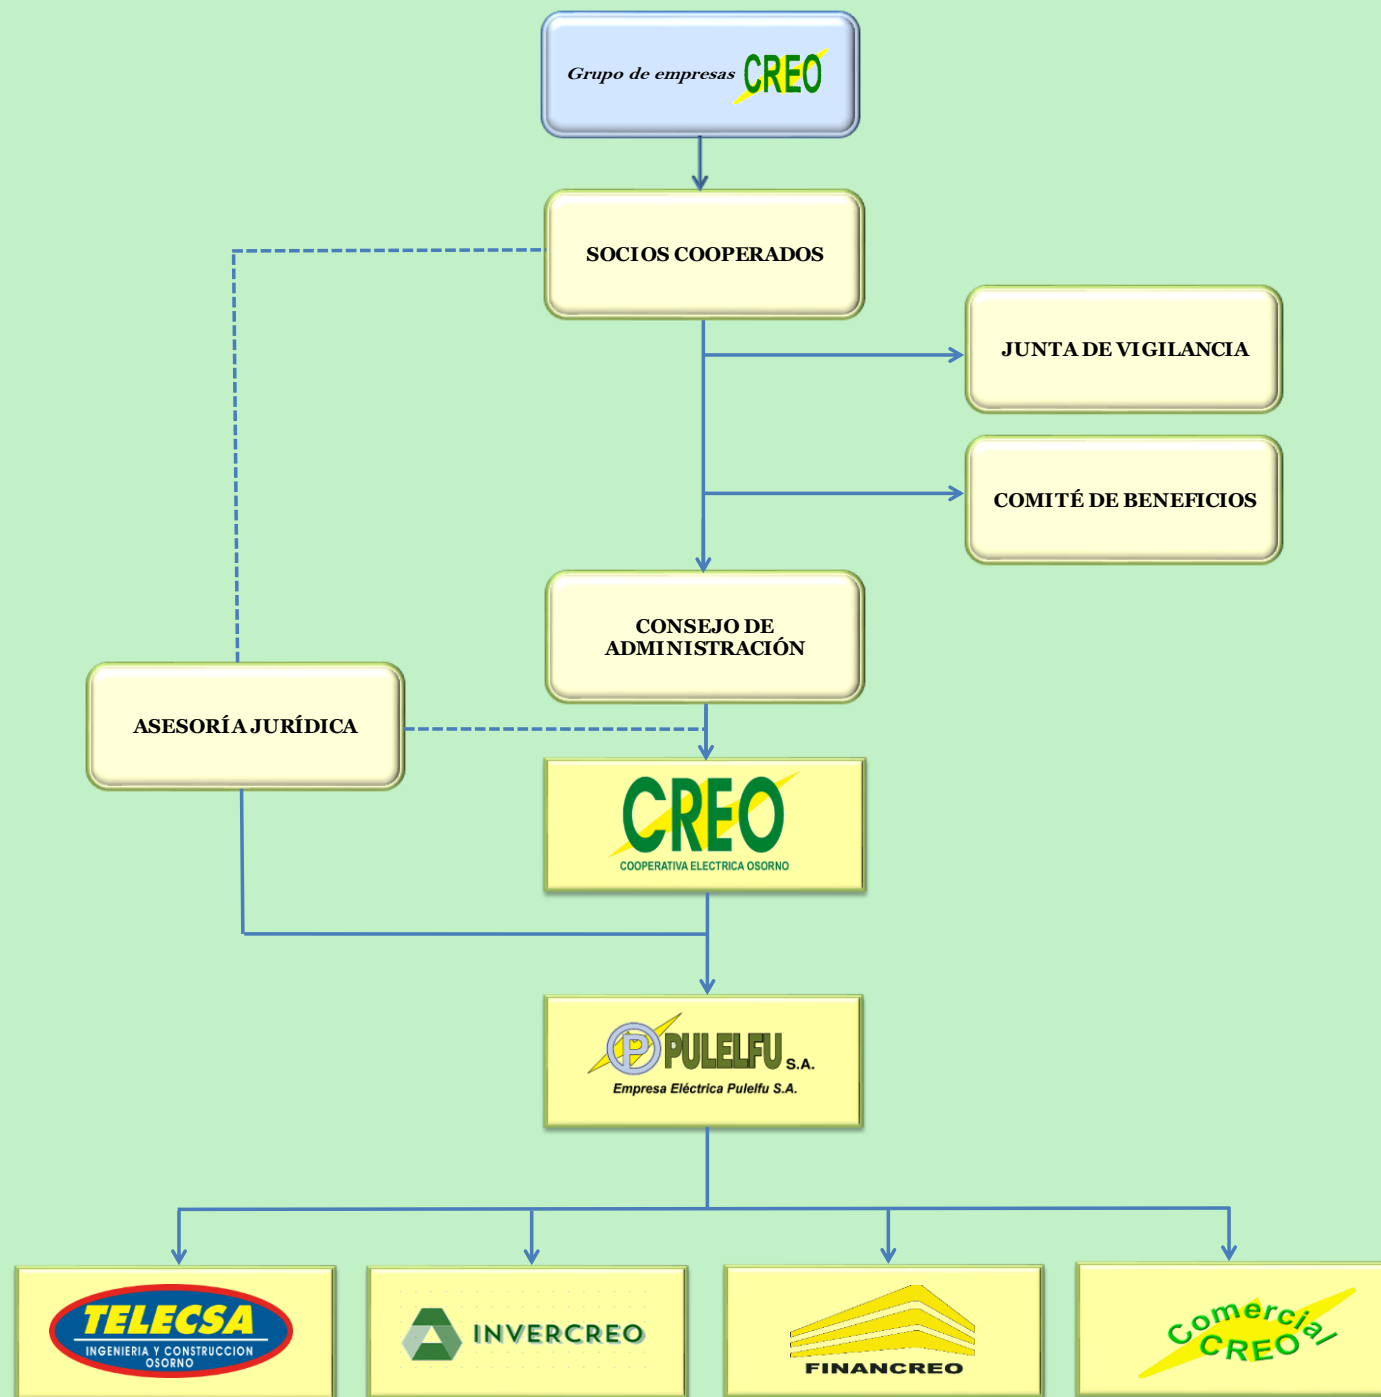 Grupo de empresas CREO
SOCIOS COOPERADOS
JUNTA DE VIGILANCIA
COMITÉ DE BENEFICIOS
CONSEJO DE
ADMINISTRACIÓN
ASESORÍA JURÍDICA
CREO
COOPERATIVA ELECTRICA OSORNO
P PULELFU S.A.
Empresa Eléctrica Pulelfu S.A.
TELECSA
INGENIERIA Y CONSTRUCCION
OSORNO
INVERCREO
FINANCREO
Comercial
CREO